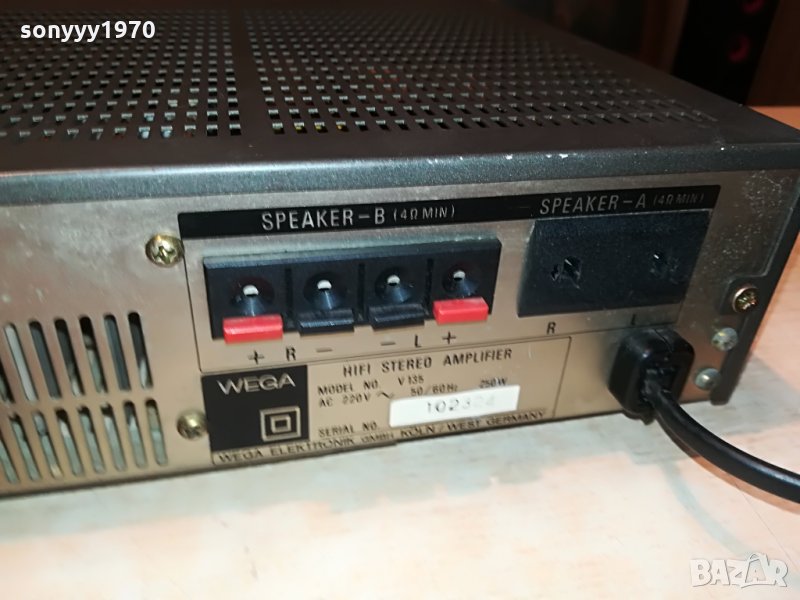 sonyyy1970
SPEAKER-B (4Ω MIN)
SPEAKER-A (4Ω MIN)
+ R − − L +
R L
WEGA
HIFI STEREO AMPLIFIER
MODEL NO. V135
AC 220V ~ 50/60Hz 250W
SERIAL NO.
WEGA ELEKTRONIK GMBH KÖLN/WEST GERMANY
BAZAR